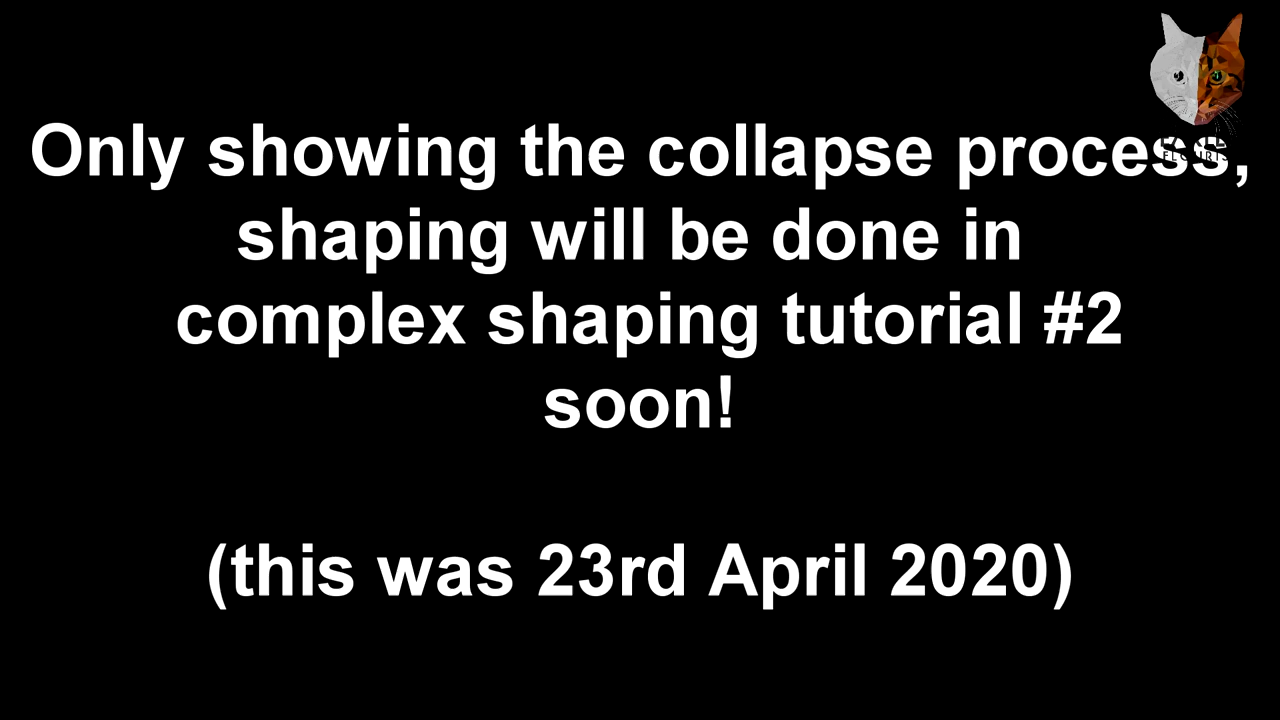 Only showing the collapse process,
shaping will be done in
complex shaping tutorial #2
soon!
(this was 23rd April 2020)